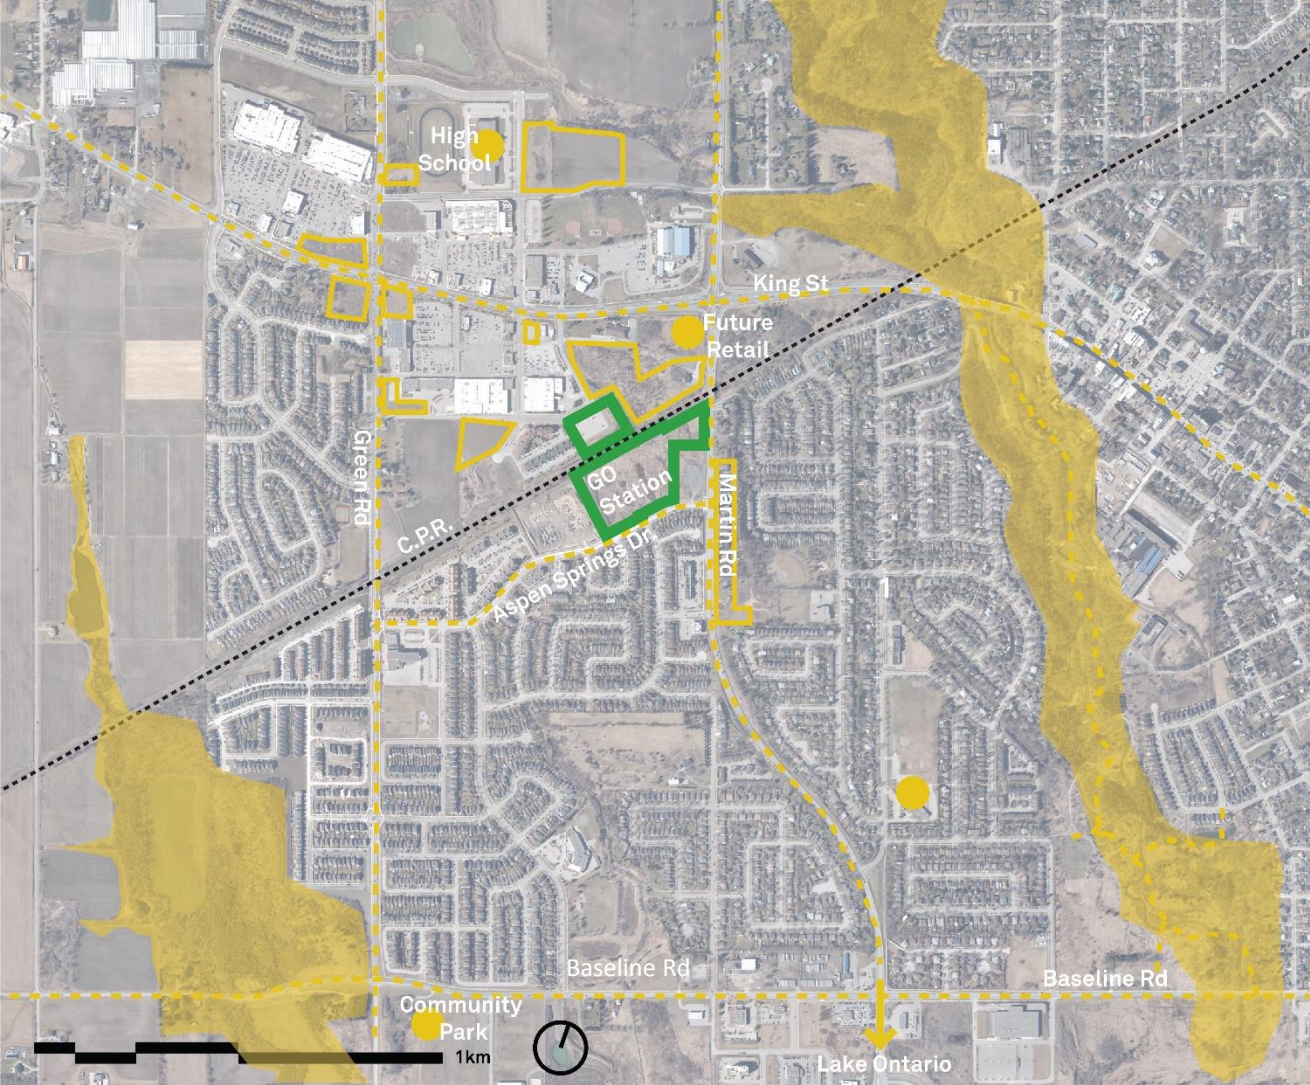 High
School
King St
Future
Retail
Green Rd
GO
Station
Martin Rd
C.P.R.
Aspen Springs Dr.
1
Baseline Rd
Baseline Rd
Community
Park
1km
Lake Ontario